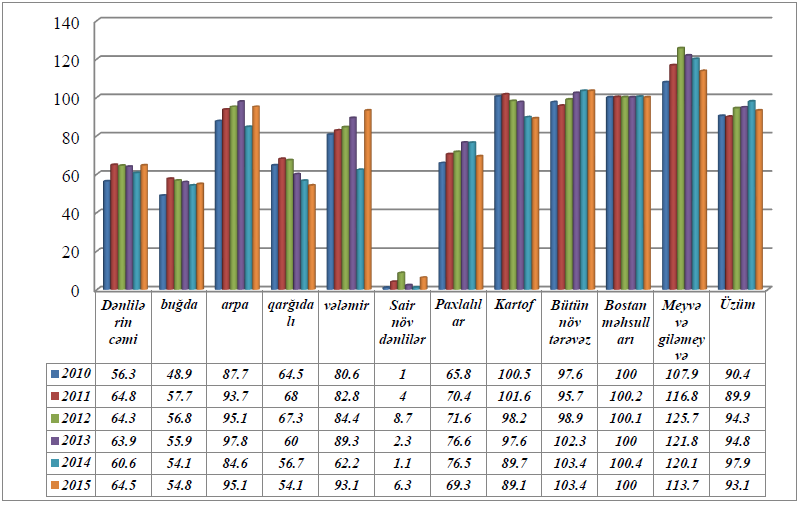 140
120
100
80
60
40
20
0
Dənlilə buğda arpa qarğıda vələmir Sair Paxlalıl Kartof Bütün Bostan Meyvə Üzüm
rin lı növ ar növ məhsulla və
cəmi dənlilər tərəvəz rı giləmey
və
2010 56.3 48.9 87.7 64.5 80.6 1 65.8 100.5 97.6 100 107.9 90.4
2011 64.8 57.7 93.7 68 82.8 4 70.4 101.6 95.7 100.2 116.8 89.9
2012 64.3 56.8 95.1 67.3 84.4 8.7 71.6 98.2 98.9 100.1 125.7 94.3
2013 63.9 55.9 97.8 60 89.3 2.3 76.6 97.6 102.3 100 121.8 94.8
2014 60.6 54.1 84.6 56.7 62.2 1.1 76.5 89.7 103.4 100.4 120.1 97.9
2015 64.5 54.8 95.1 54.1 93.1 6.3 69.3 89.1 103.4 100 113.7 93.1